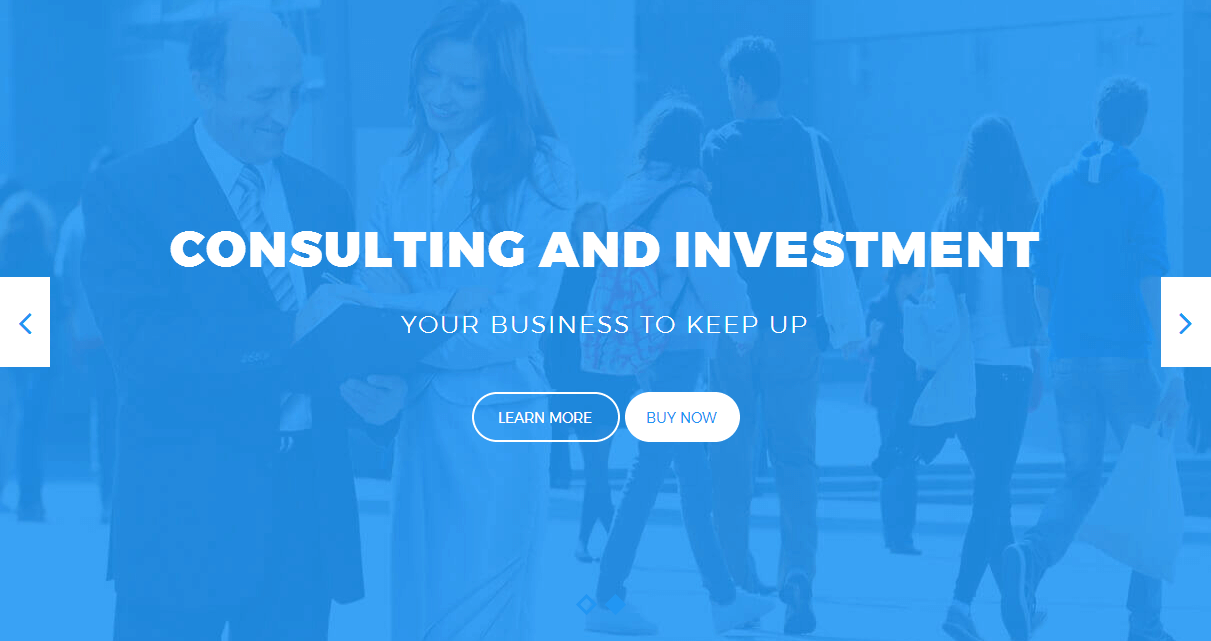 CONSULTING AND INVESTMENT
YOUR BUSINESS TO KEEP UP
LEARN MORE
BUY NOW